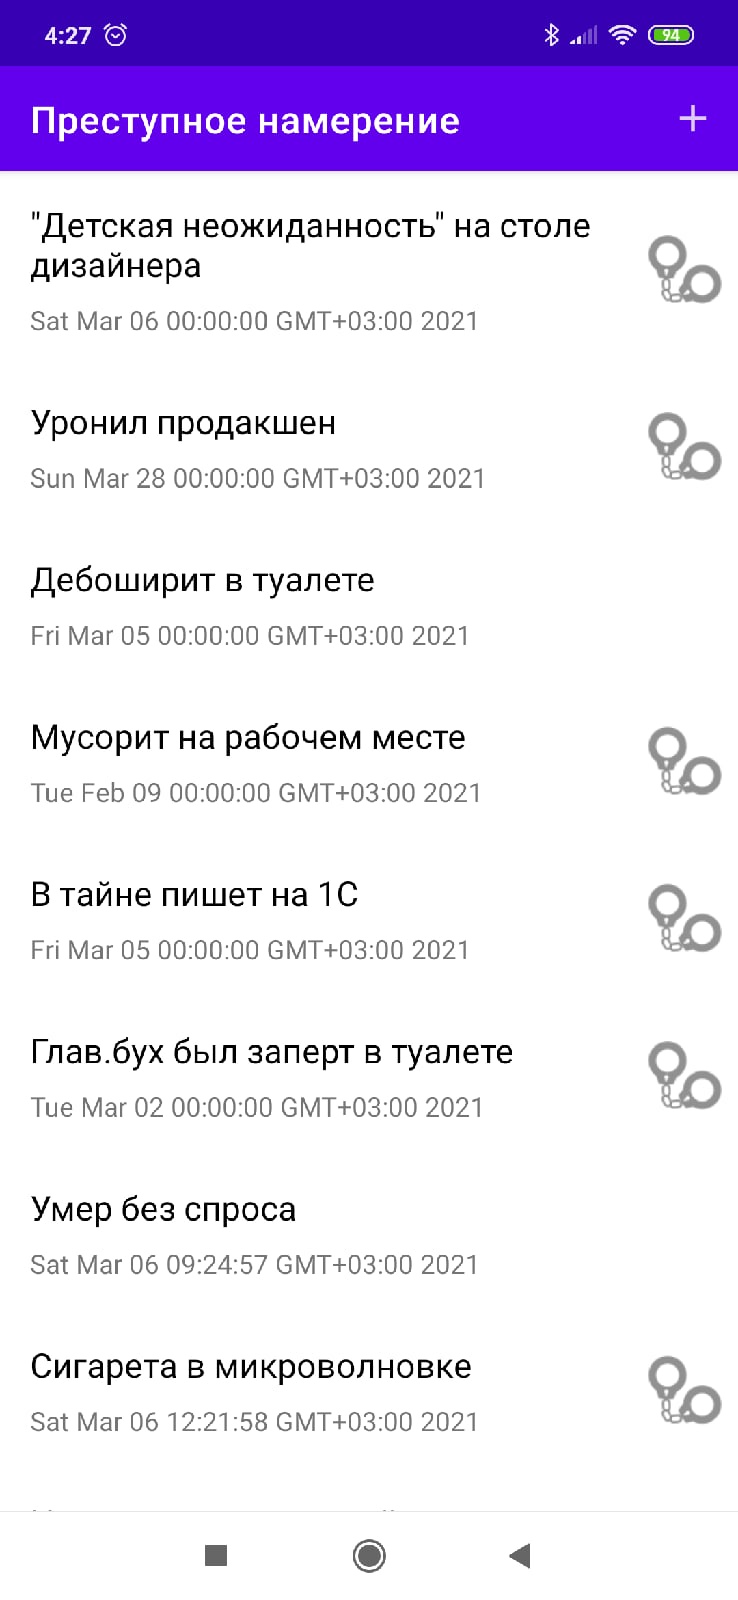 4:27
94
Преступное намерение
+
"Детская неожиданность" на столе
дизайнера
Sat Mar 06 00:00:00 GMT+03:00 2021
Уронил продакшен
Sun Mar 28 00:00:00 GMT+03:00 2021
Дебоширит в туалете
Fri Mar 05 00:00:00 GMT+03:00 2021
Мусорит на рабочем месте
Tue Feb 09 00:00:00 GMT+03:00 2021
В тайне пишет на 1С
Fri Mar 05 00:00:00 GMT+03:00 2021
Глав.бух был заперт в туалете
Tue Mar 02 00:00:00 GMT+03:00 2021
Умер без спроса
Sat Mar 06 09:24:57 GMT+03:00 2021
Сигарета в микроволновке
Sat Mar 06 12:21:58 GMT+03:00 2021